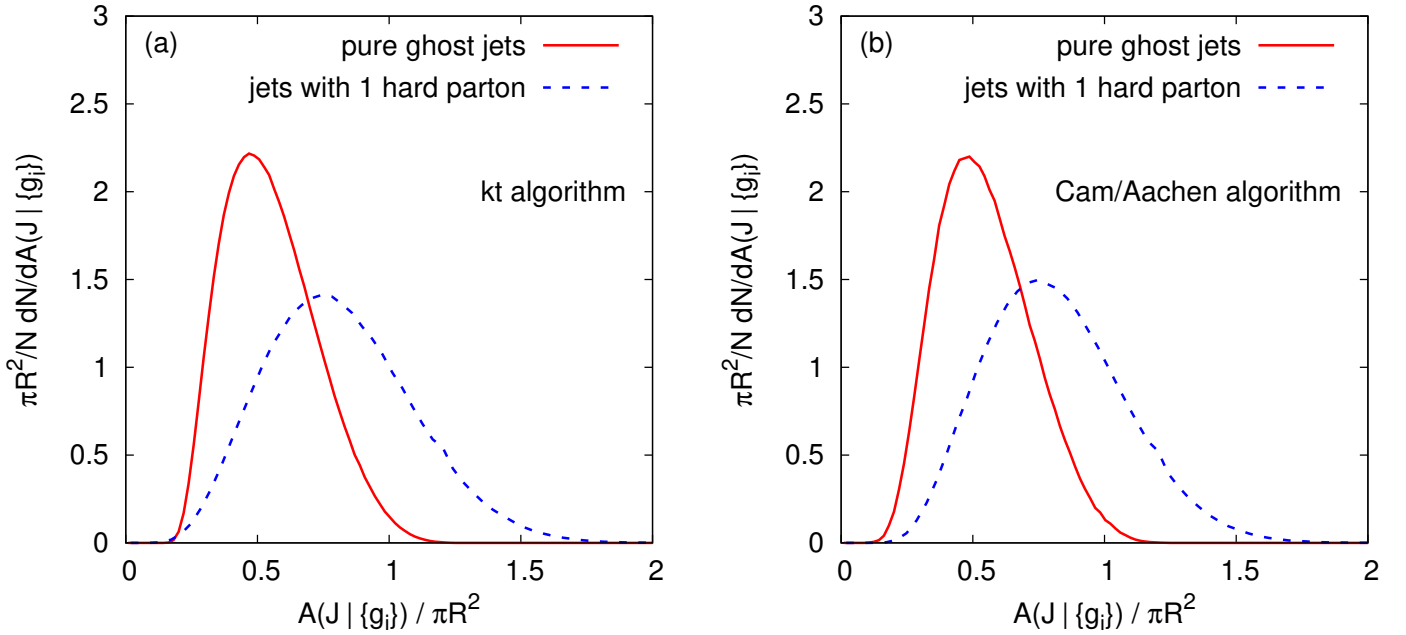 (a)
pure ghost jets
jets with 1 hard parton
kt algorithm
πR²/N dN/dA(J | {gᵢ})
3
2.5
2
1.5
1
0.5
0
0 0.5 1 1.5 2
A(J | {gᵢ}) / πR²
(b)
pure ghost jets
jets with 1 hard parton
Cam/Aachen algorithm
πR²/N dN/dA(J | {gᵢ})
3
2.5
2
1.5
1
0.5
0
0 0.5 1 1.5 2
A(J | {gᵢ}) / πR²